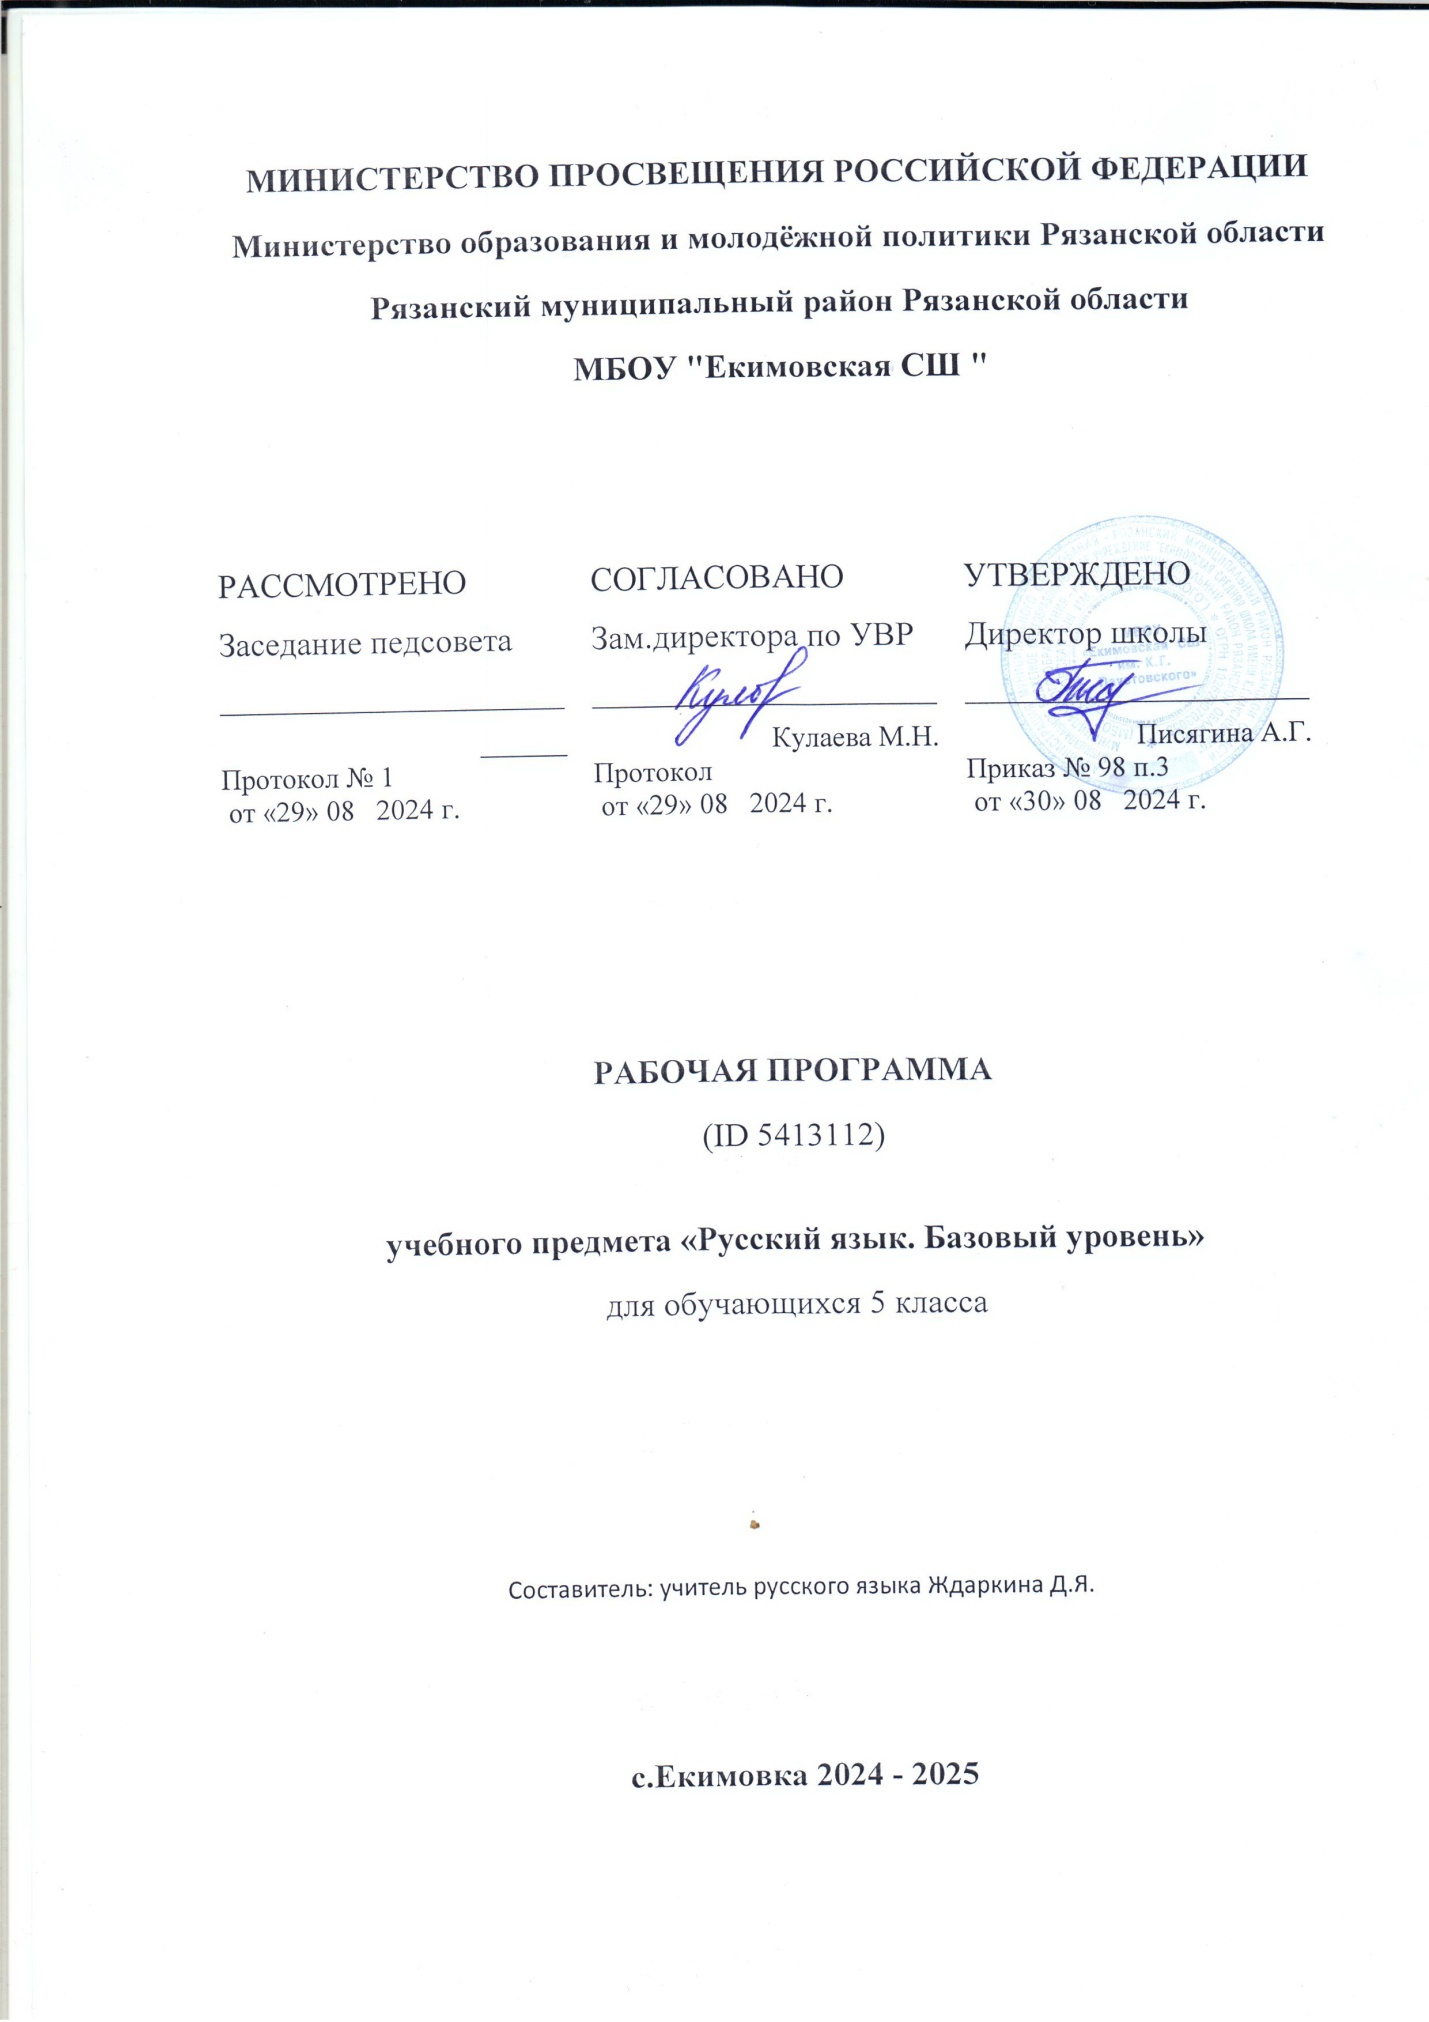 МИНИСТЕРСТВО ПРОСВЕЩЕНИЯ РОССИЙСКОЙ ФЕДЕРАЦИИ
Министерство образования и молодёжной политики Рязанской области
Рязанский муниципальный район Рязанской области
МБОУ "Екимовская СШ "
РАССМОТРЕНО
Заседание педсовета
Протокол № 1
от «29» 08 2024 г.
СОГЛАСОВАНО
Зам.директора по УВР
Кулаева М.Н.
Протокол
от «29» 08 2024 г.
УТВЕРЖДЕНО
Директор школы
Писягина А.Г.
Приказ № 98 п.3
от «30» 08 2024 г.
РАБОЧАЯ ПРОГРАММА
(ID 5413112)
учебного предмета «Русский язык. Базовый уровень»
для обучающихся 5 класса
Составитель: учитель русского языка Ждаркина Д.Я.
с.Екимовка 2024 - 2025